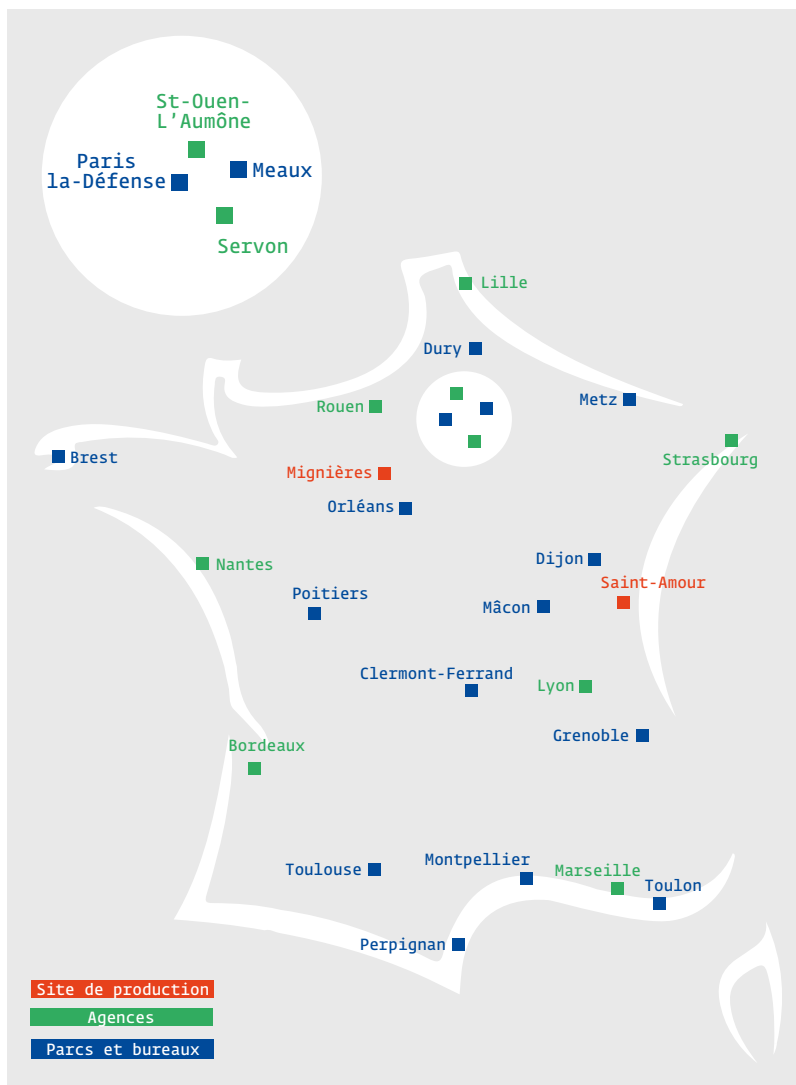 St-Ouen-
L'Aumône
Paris
la-Défense
Meaux
Servon
Lille
Dury
Rouen
Metz
Strasbourg
Brest
Mignières
Orléans
Nantes
Dijon
Poitiers
Saint-Amour
Mâcon
Clermont-Ferrand
Lyon
Grenoble
Bordeaux
Toulouse
Montpellier
Marseille
Toulon
Perpignan
Site de production
Agences
Parcs et bureaux